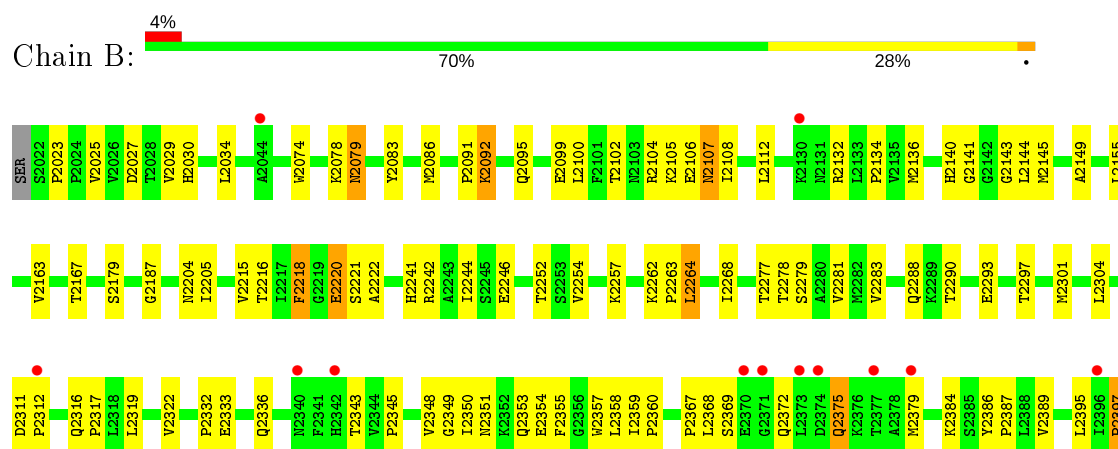 4%
Chain B:
70% 28% •
SER S2022 P2023 P2024 V2025 V2026 D2027 T2028 V2029 H2030 L2034 A2044 W2074 K2078 N2079 Y2083 M2086 P2091 K2092 Q2095 E2099 L2100 F2101 T2102 N2103 R2104 K2105 E2106 N2107 I2108 L2112 K2130 N2131 R2132 L2133 P2134 V2135 M2136 H2140 G2141 G2142 G2143 L2144 M2145 A2149 L2155
V2163 T2167 S2179 G2187 N2204 I2205 V2215 T2216 I2217 F2218 G2219 E2220 S2221 A2222 H2241 R2242 A2243 I2244 S2245 E2246 T2252 S2253 V2254 K2257 K2262 P2263 L2264 I2268 T2277 T2278 S2279 A2280 V2281 M2282 V2283 Q2288 K2289 T2290 E2293 T2297 M2301 L2304
D2311 P2312 Q2316 P2317 L2318 L2319 V2322 P2332 E2333 Q2336 N2340 F2341 H2342 T2343 V2344 P2345 V2348 G2349 I2350 N2351 K2352 Q2353 E2354 F2355 G2356 W2357 L2358 I2359 P2360 P2367 L2368 S2369 E2370 G2371 Q2372 L2373 D2374 Q2375 K2376 T2377 A2378 M2379 K2384 S2385 Y2386 P2387 L2388 V2389 L2395 I2396 P2397